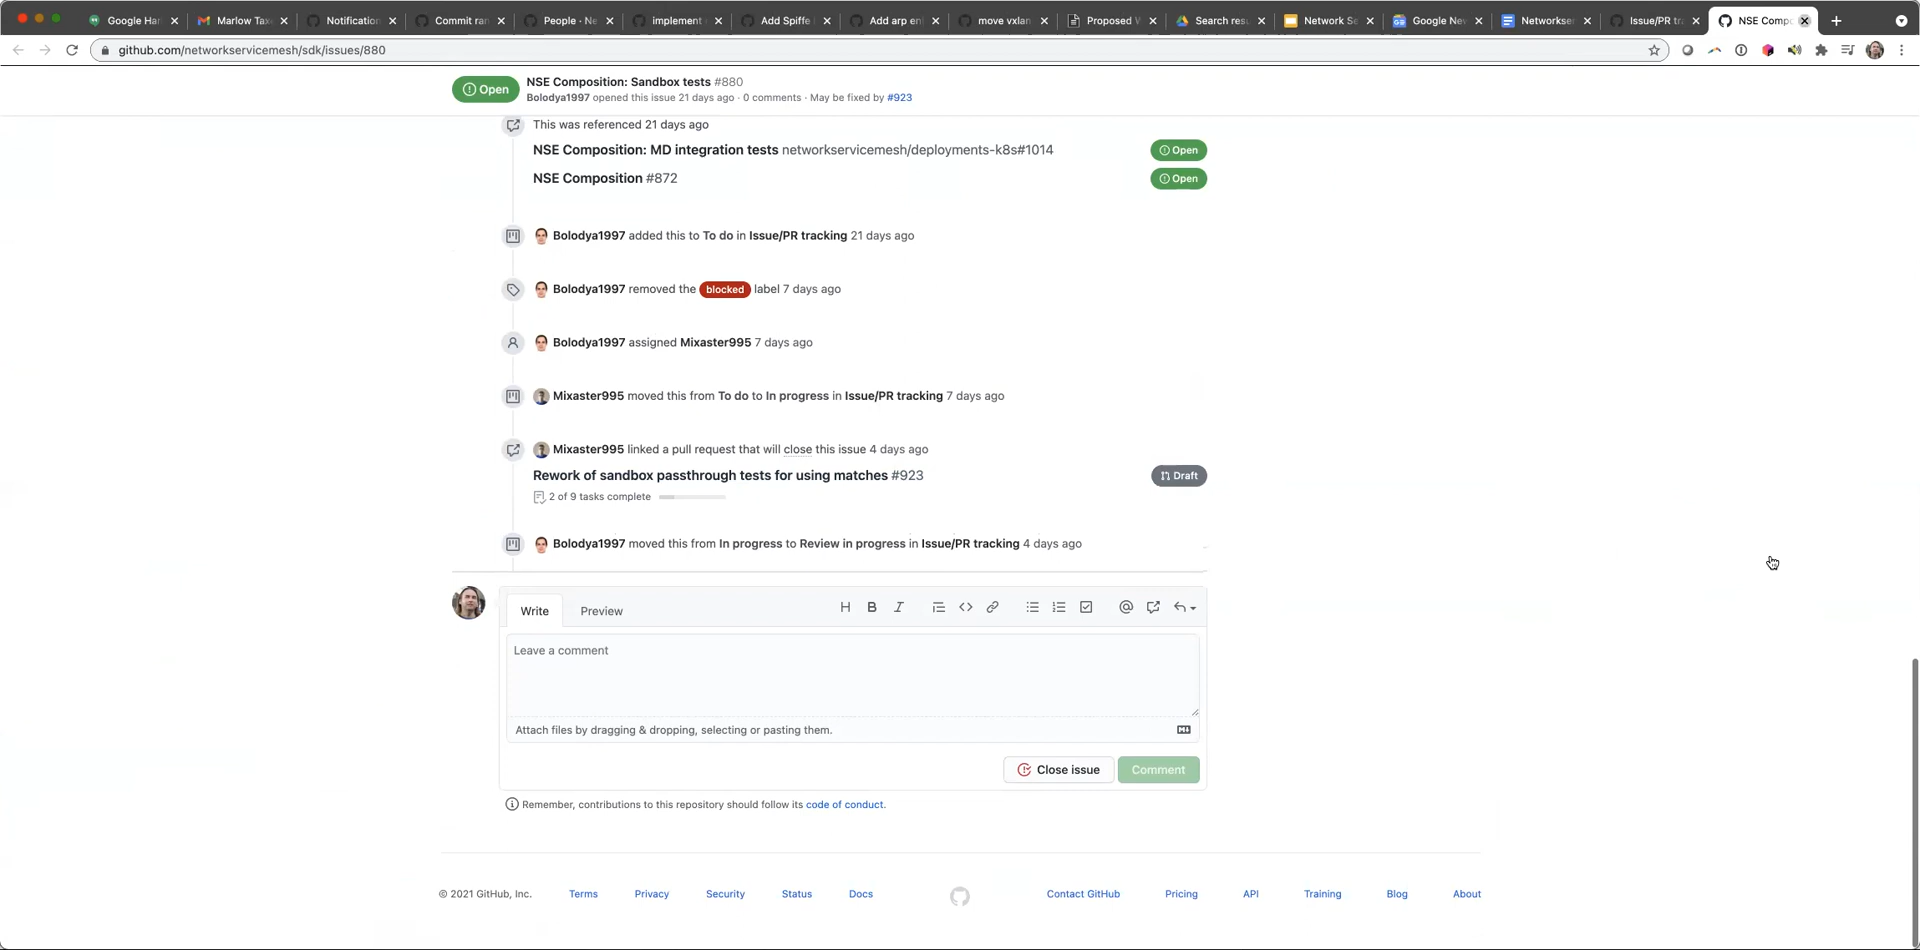 Google Han
Marlow Taxe
Notification
Commit ran
People · Ne
implement
Add Spiffe
Add arp en
move vxlan
Proposed V
Search resu
Network Se
Google New
Networkser
Issue/PR tr
NSE Compo
github.com/networkservicemesh/sdk/issues/880
Open
NSE Composition: Sandbox tests #880
Bolodya1997 opened this issue 21 days ago · 0 comments · May be fixed by #923
This was referenced 21 days ago
NSE Composition: MD integration tests networkservicemesh/deployments-k8s#1014
Open
NSE Composition #872
Open
Bolodya1997 added this to To do in Issue/PR tracking 21 days ago
Bolodya1997 removed the blocked label 7 days ago
Bolodya1997 assigned Mixaster995 7 days ago
Mixaster995 moved this from To do to In progress in Issue/PR tracking 7 days ago
Mixaster995 linked a pull request that will close this issue 4 days ago
Rework of sandbox passthrough tests for using matches #923
Draft
2 of 9 tasks complete
Bolodya1997 moved this from In progress to Review in progress in Issue/PR tracking 4 days ago
Write
Preview
Leave a comment
Attach files by dragging & dropping, selecting or pasting them.
Close issue
Comment
Remember, contributions to this repository should follow its code of conduct.
© 2021 GitHub, Inc.
Terms
Privacy
Security
Status
Docs
Contact GitHub
Pricing
API
Training
Blog
About